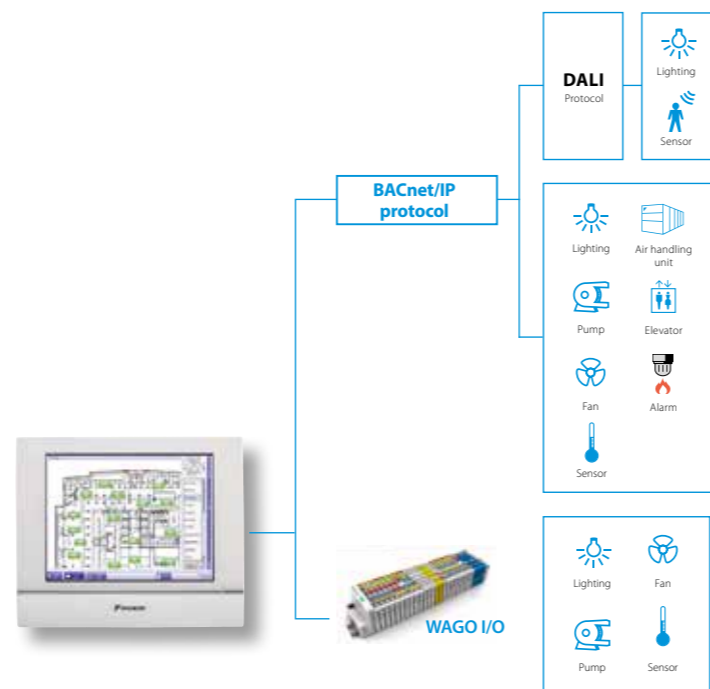 DALI
Protocol
Lighting
Sensor
BACnet/IP
protocol
Lighting
Air handling
unit
Pump
Elevator
Fan
Alarm
Sensor
DAIKIN
WAGO I/O
Lighting
Fan
Pump
Sensor